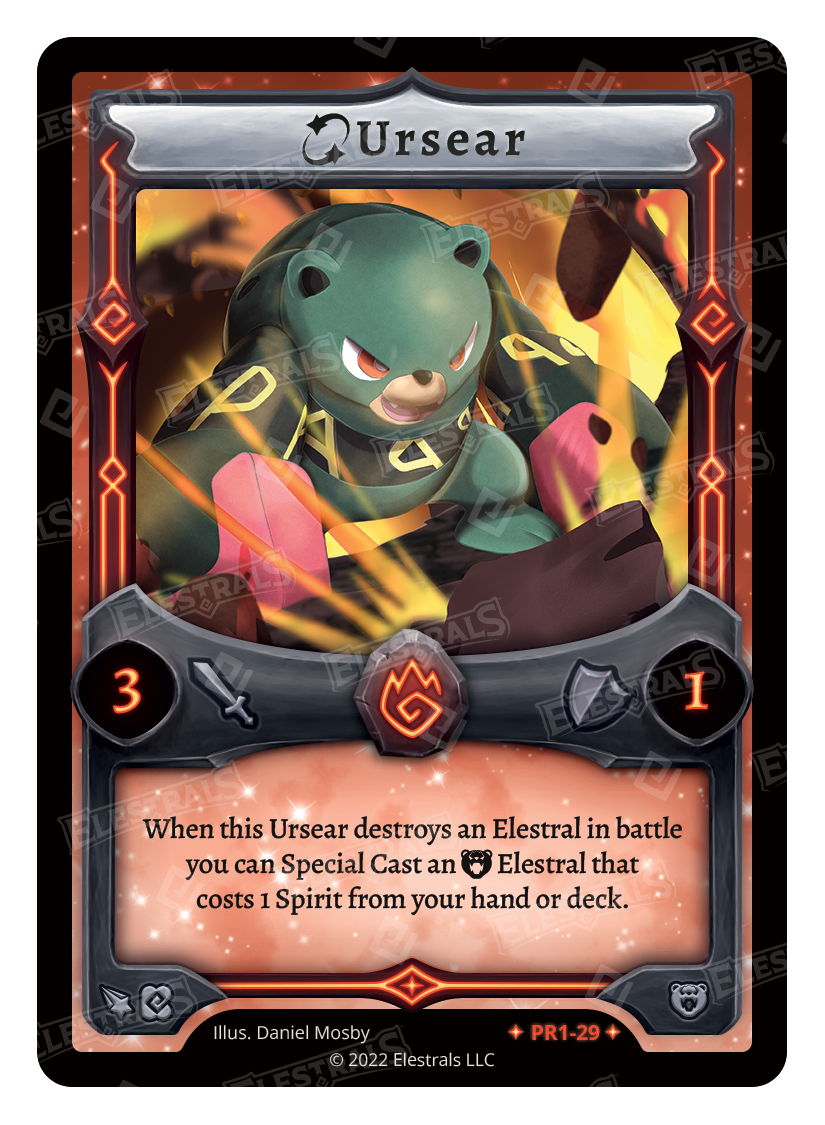 Ursear
3
1
When this Ursear destroys an Elestral in battle
you can Special Cast an Elestral that
costs 1 Spirit from your hand or deck.
Illus. Daniel Mosby
PR1-29
© 2022 Elestrals LLC
ELESTRALS